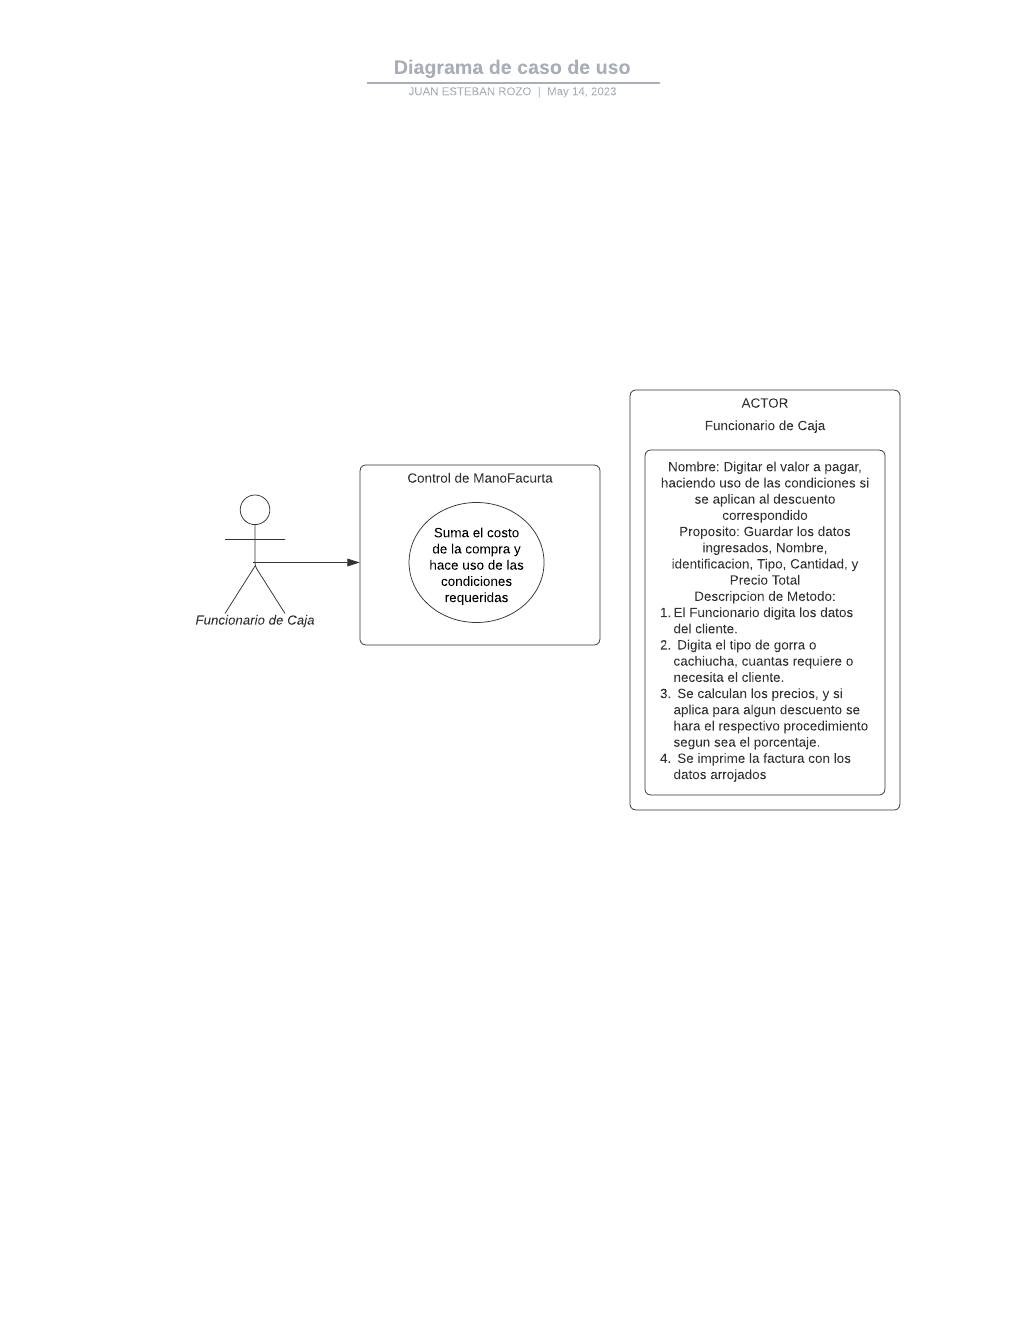 Diagrama de caso de uso
JUAN ESTEBAN ROZO | May 14, 2023
Funcionario de Caja
Control de ManoFacurta
Suma el costo
de la compra y
hace uso de las
condiciones
requeridas
ACTOR
Funcionario de Caja
Nombre: Digitar el valor a pagar,
haciendo uso de las condiciones si
se aplican al descuento
correspondido
Proposito: Guardar los datos
ingresados, Nombre,
identificacion, Tipo, Cantidad, y
Precio Total
Descripcion de Metodo:
1. El Funcionario digita los datos
del cliente.
2. Digita el tipo de gorra o
cachiucha, cuantas requiere o
necesita el cliente.
3. Se calculan los precios, y si
aplica para algun descuento se
hara el respectivo procedimiento
segun sea el porcentaje.
4. Se imprime la factura con los
datos arrojados